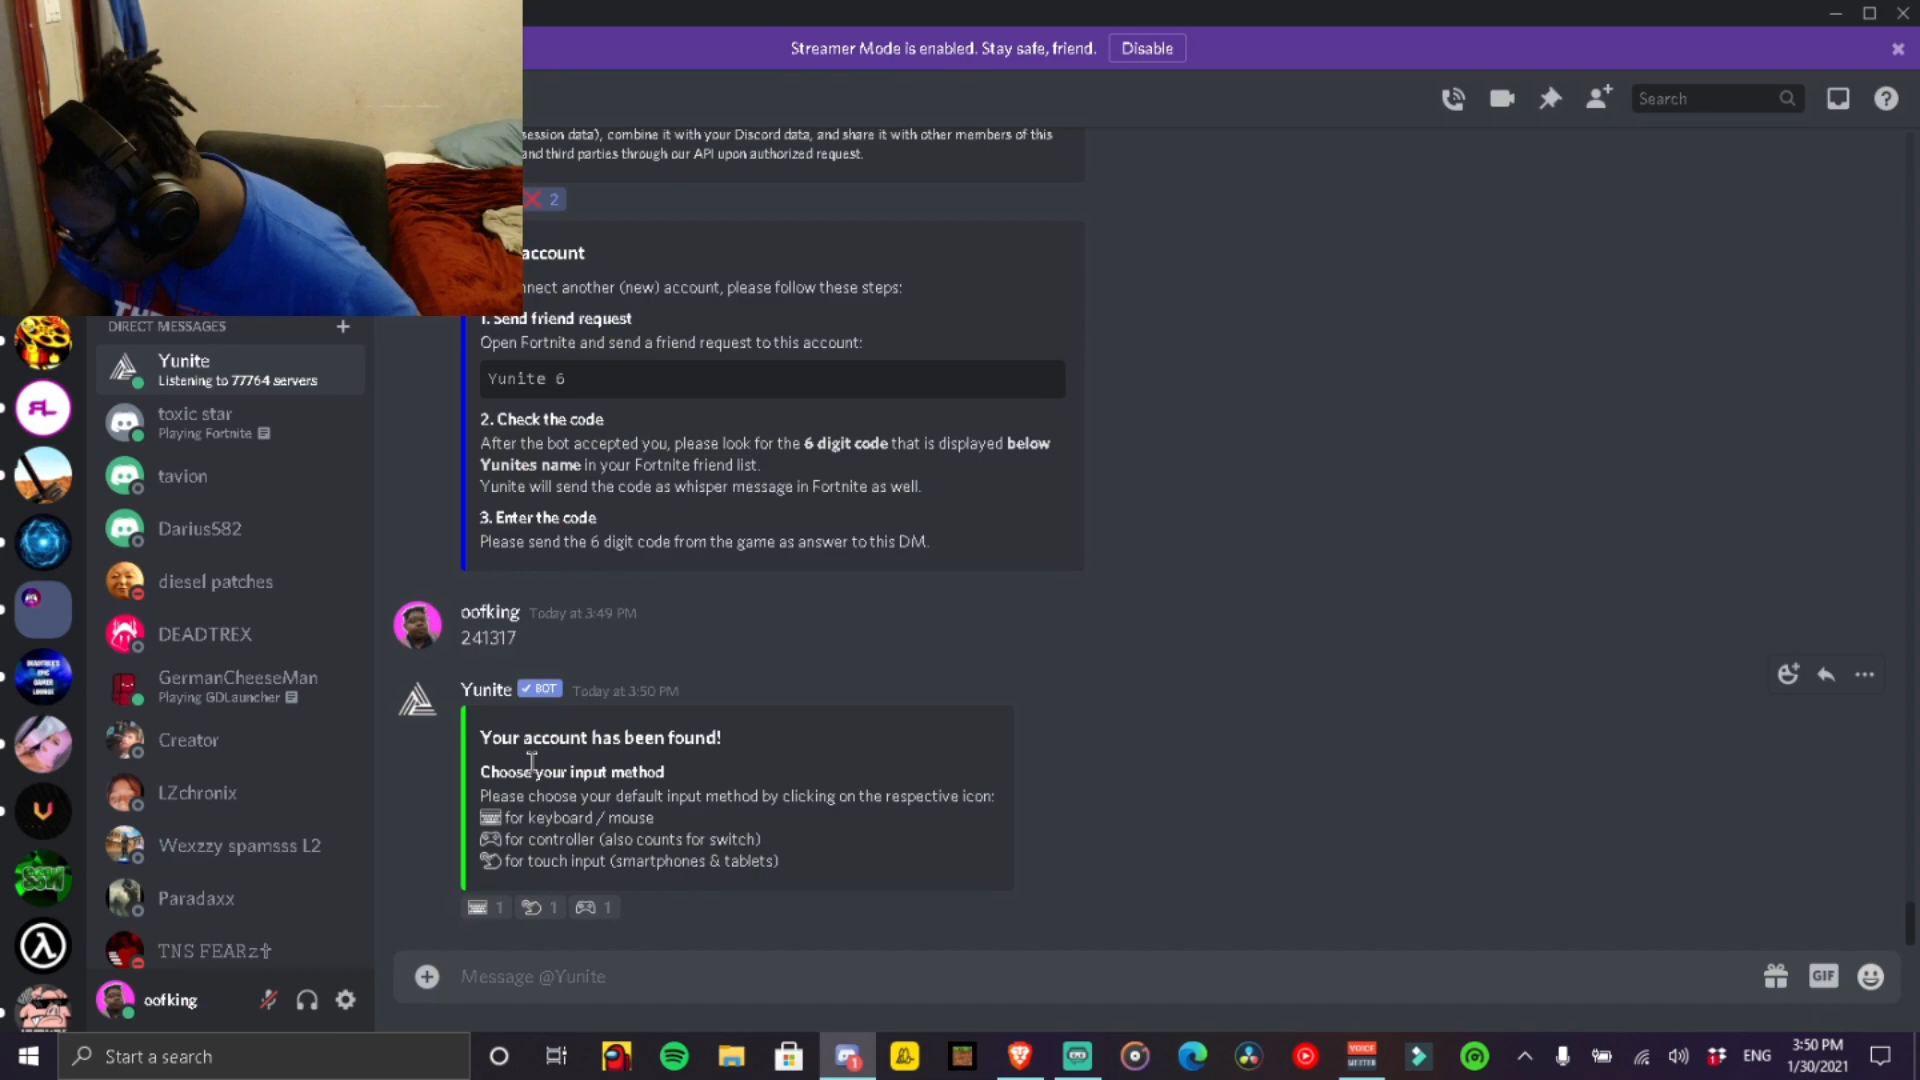 Streamer Mode is enabled. Stay safe, friend.
Disable
Search
session data), combine it with your Discord data, and share it with other members of this
and third parties through our API upon authorized request.
2
account
nnect another (new) account, please follow these steps:
1. Send friend request
Open Fortnite and send a friend request to this account:
Yunite 6
2. Check the code
After the bot accepted you, please look for the 6 digit code that is displayed below
Yunites name in your Fortnite friend list.
Yunite will send the code as whisper message in Fortnite as well.
3. Enter the code
Please send the 6 digit code from the game as answer to this DM.
DIRECT MESSAGES
Yunite
Listening to 77764 servers
toxic star
Playing Fortnite
tavion
Darius582
diesel patches
DEADTREX
GermanCheeseMan
Playing GDLauncher
Creator
LZchronix
Wexzzy spamsss L2
Paradaxx
TNS FEARz✞
oofking
oofking Today at 3:49 PM
241317
Yunite BOT Today at 3:50 PM
Your account has been found!
Choose your input method
Please choose your default input method by clicking on the respective icon:
for keyboard / mouse
for controller (also counts for switch)
for touch input (smartphones & tablets)
1 1 1
Message @Yunite
GIF
Start a search
1
ENG
3:50 PM
1/30/2021